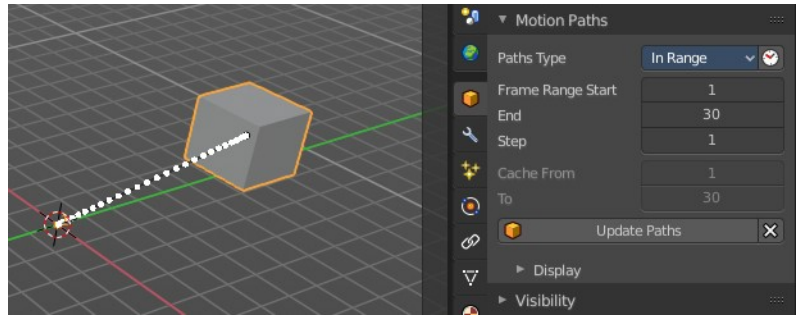 Motion Paths
Paths Type In Range
Frame Range Start 1
End 30
Step 1
Cache From 1
To 30
Update Paths
Display
Visibility